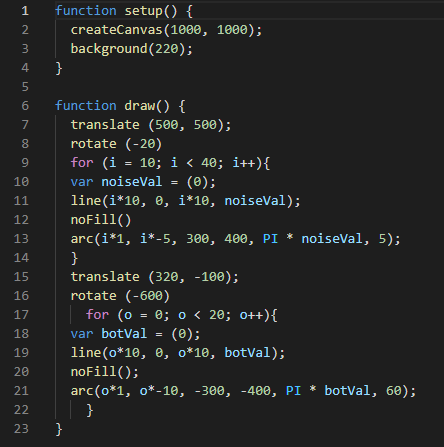 1 function setup() {
2 createCanvas(1000, 1000);
3 background(220);
4 }
5
6 function draw() {
7 translate (500, 500);
8 rotate (-20)
9 for (i = 10; i < 40; i++){
10 var noiseVal = (0);
11 line(i*10, 0, i*10, noiseVal);
12 noFill()
13 arc(i*1, i*-5, 300, 400, PI * noiseVal, 5);
14 }
15 translate (320, -100);
16 rotate (-600)
17 for (o = 0; o < 20; o++){
18 var botVal = (0);
19 line(o*10, 0, o*10, botVal);
20 noFill();
21 arc(o*1, o*-10, -300, -400, PI * botVal, 60);
22 }
23 }